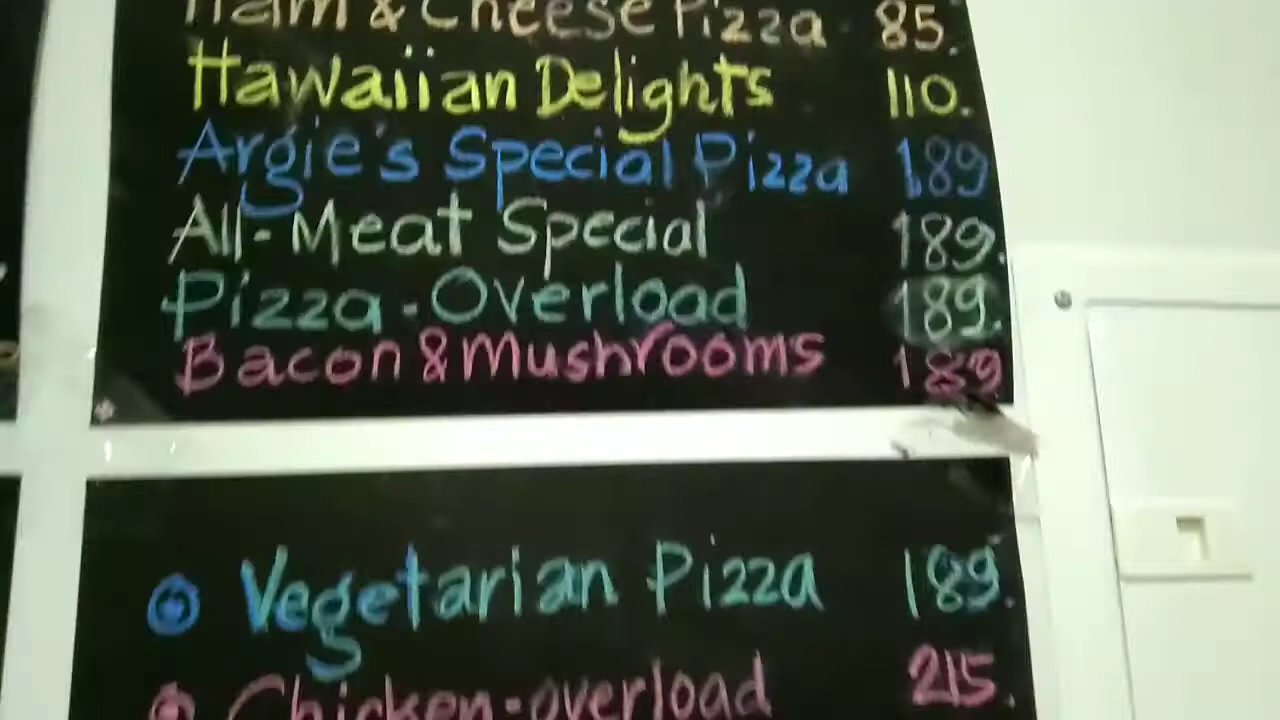 Ham & Cheese Pizza 85.
Hawaiian Delights 110.
Argie's Special Pizza 189
All-Meat Special 189.
Pizza-Overload 189.
Bacon & Mushrooms 189
Vegetarian Pizza 189.
Chicken-overload 215.